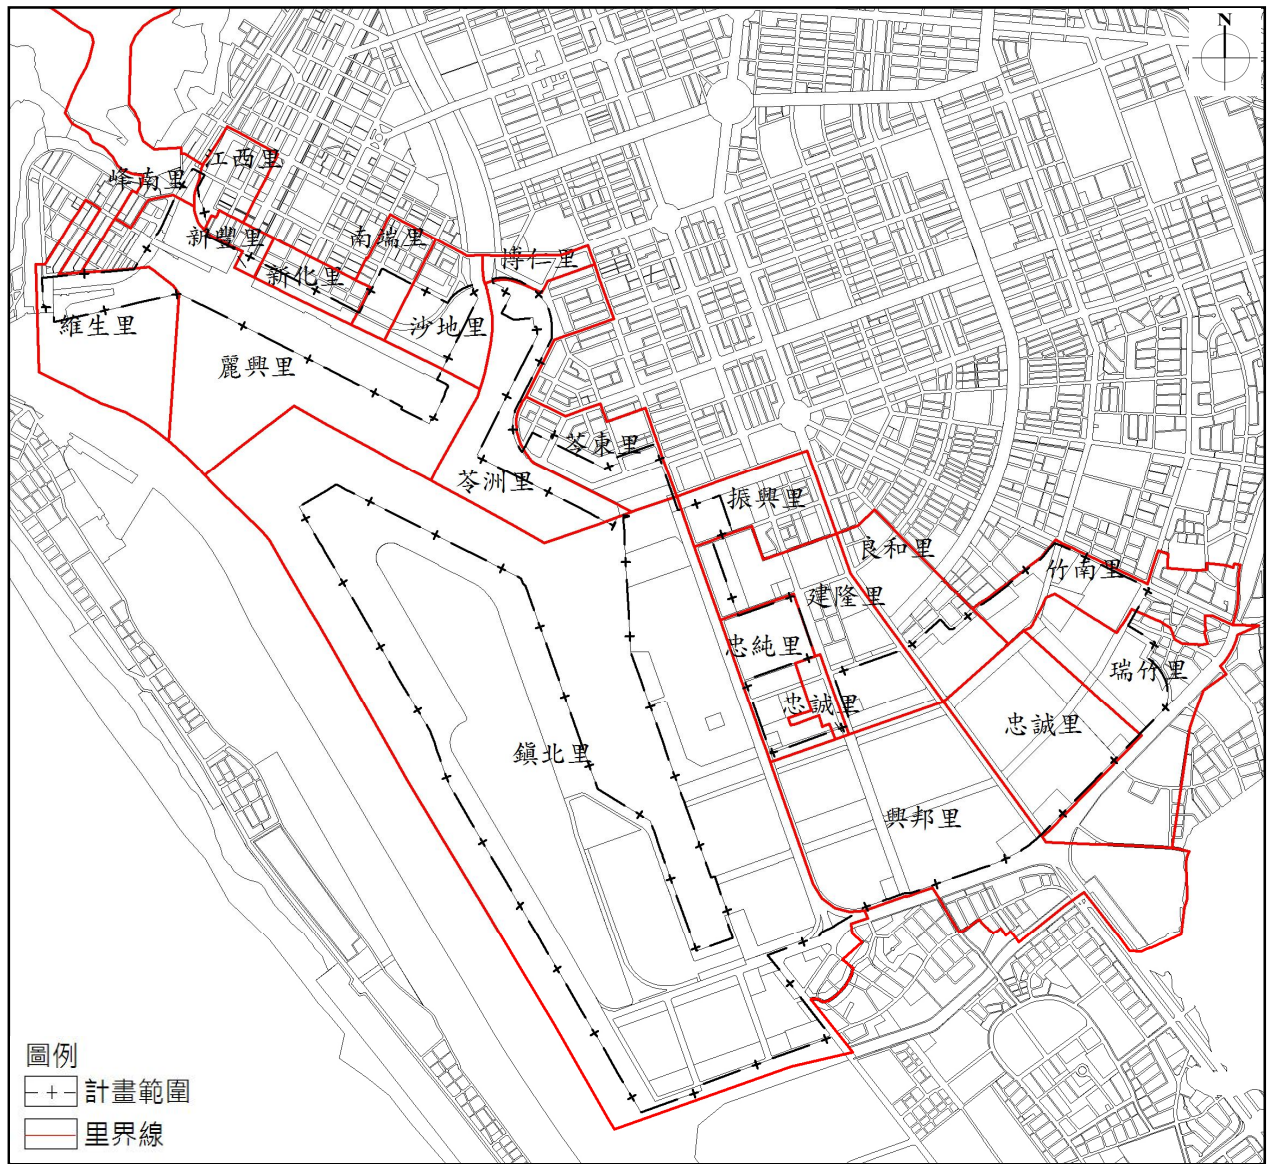 N
江西里
峰南里
新豐里
南端里
博仁里
新化里
維生里
沙地里
麗興里
苓東里
苓洲里
振興里
良和里
竹南里
建隆里
忠純里
瑞竹里
忠誠里
忠誠里
鎮北里
興邦里
圖例
計畫範圍
里界線